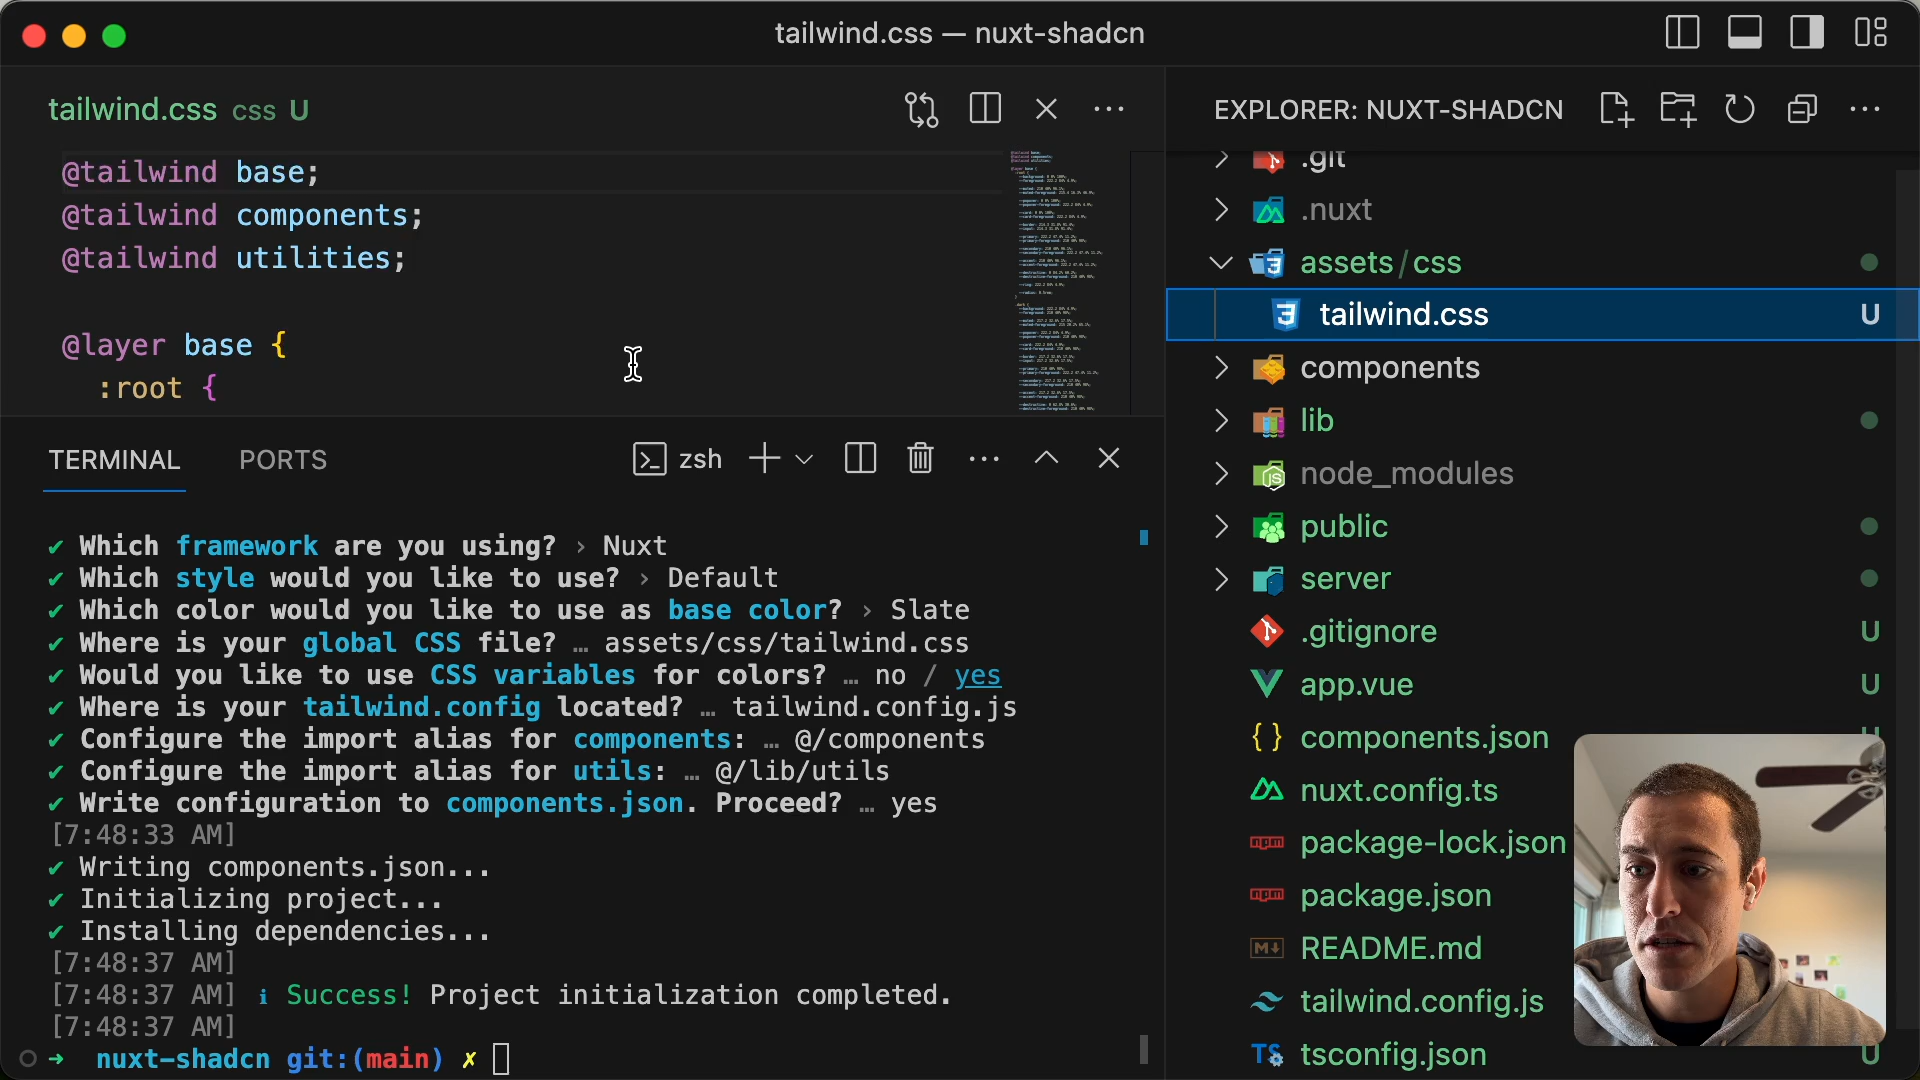 tailwind.css — nuxt-shadcn
tailwind.css css U
@tailwind base;
@tailwind components;
@tailwind utilities;
@layer base {
:root {
TERMINAL PORTS
zsh
✔ Which framework are you using? › Nuxt
✔ Which style would you like to use? › Default
✔ Which color would you like to use as base color? › Slate
✔ Where is your global CSS file? … assets/css/tailwind.css
✔ Would you like to use CSS variables for colors? … no / yes
✔ Where is your tailwind.config located? … tailwind.config.js
✔ Configure the import alias for components: … @/components
✔ Configure the import alias for utils: … @/lib/utils
✔ Write configuration to components.json. Proceed? … yes
[7:48:33 AM]
✔ Writing components.json...
✔ Initializing project...
✔ Installing dependencies...
[7:48:37 AM]
[7:48:37 AM] ℹ Success! Project initialization completed.
[7:48:37 AM]
➜ nuxt-shadcn git:(main) ✗
EXPLORER: NUXT-SHADCN
.git
.nuxt
assets/css
tailwind.css U
components
lib
node_modules
public
server
.gitignore U
app.vue U
components.json
nuxt.config.ts
package-lock.json
package.json
README.md
tailwind.config.js
tsconfig.json U